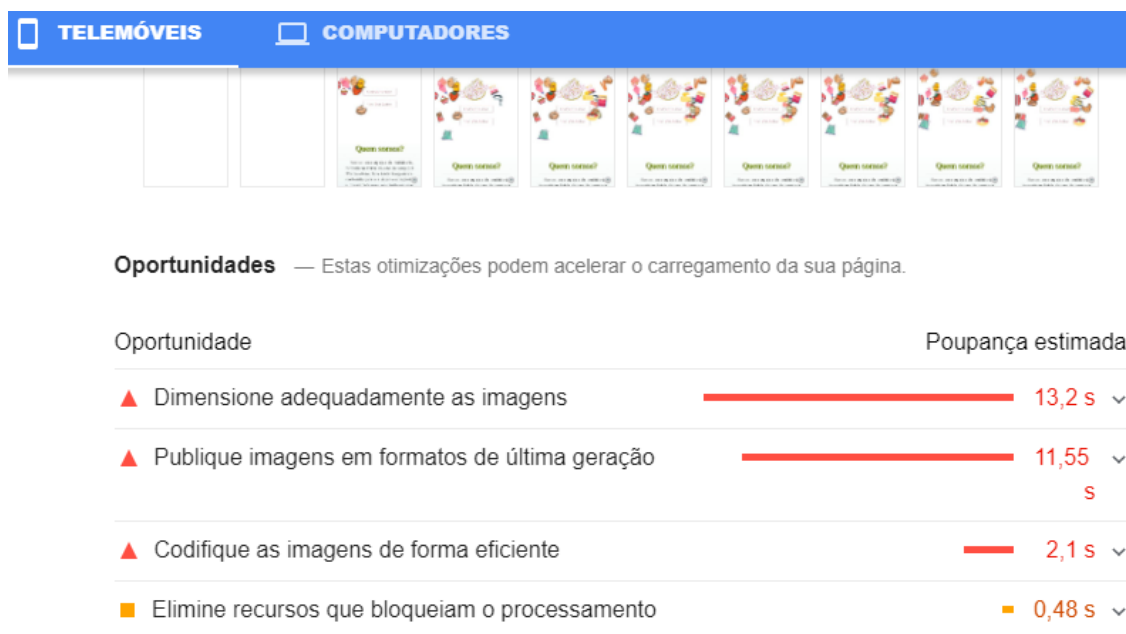 TELEMÓVEIS
COMPUTADORES
Quem somos?
Quem somos?
Quem somos?
Quem somos?
Quem somos?
Quem somos?
Quem somos?
Quem somos?
Oportunidades — Estas otimizações podem acelerar o carregamento da sua página.
Oportunidade Poupança estimada
Dimensione adequadamente as imagens 13,2 s
Publique imagens em formatos de última geração 11,55
s
Codifique as imagens de forma eficiente 2,1 s
Elimine recursos que bloqueiam o processamento 0,48 s